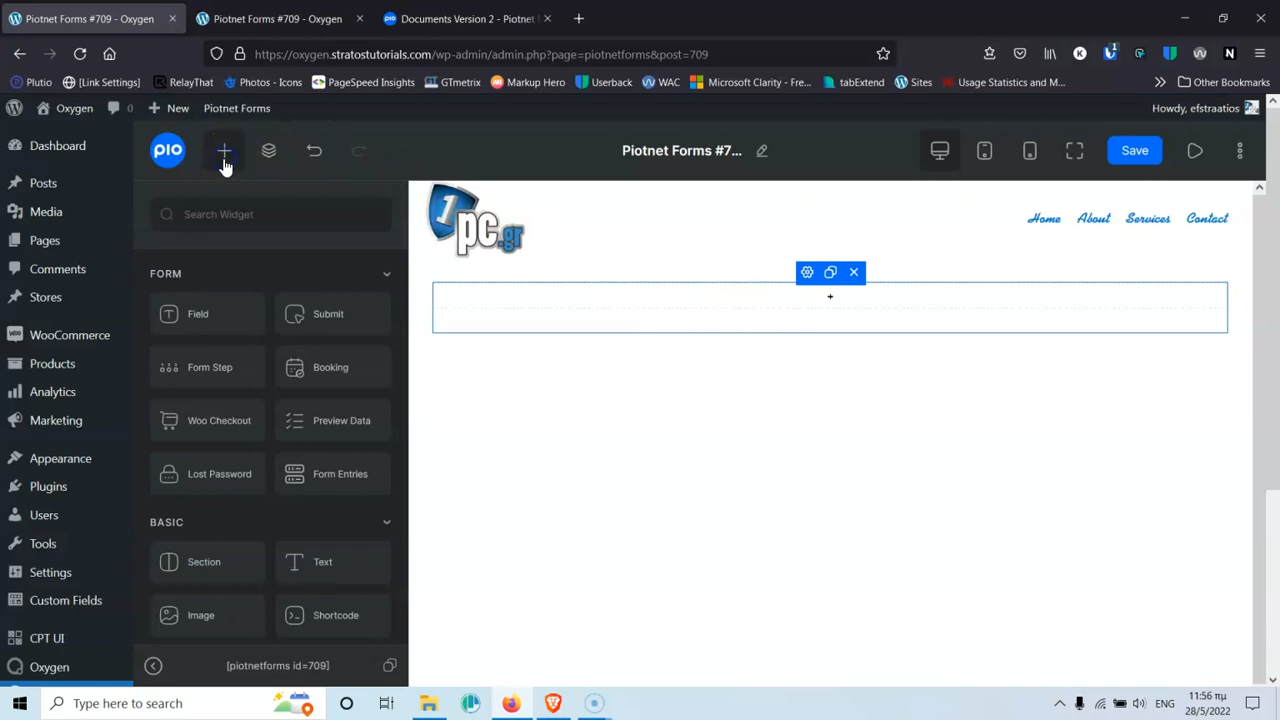 Piotnet Forms #709 - Oxygen
Piotnet Forms #709 - Oxygen
pio Documents Version 2 - Piotnet
https://oxygen.stratostutorials.com/wp-admin/admin.php?page=piotnetforms&post=709
K
1
W
N
Plutio
[Link Settings]
RelayThat
Photos - Icons
PageSpeed Insights
GTmetrix
Markup Hero
Userback
WAC
Microsoft Clarity - Free...
tabExtend
Sites
Usage Statistics and M...
Other Bookmarks
Oxygen
0
New
Piotnet Forms
Howdy, efstraatios
Dashboard
Posts
Media
Pages
Comments
Stores
WooCommerce
Products
Analytics
Marketing
Appearance
Plugins
Users
Tools
Settings
Custom Fields
CPT UI
Oxygen
pio
Piotnet Forms #7...
Save
Search Widget
FORM
Field
Submit
Form Step
Booking
Woo Checkout
Preview Data
Lost Password
Form Entries
BASIC
Section
Text
Image
Shortcode
[piotnetforms id=709]
1pc.gr
Home
About
Services
Contact
Type here to search
ENG
11:56 πμ
28/5/2022